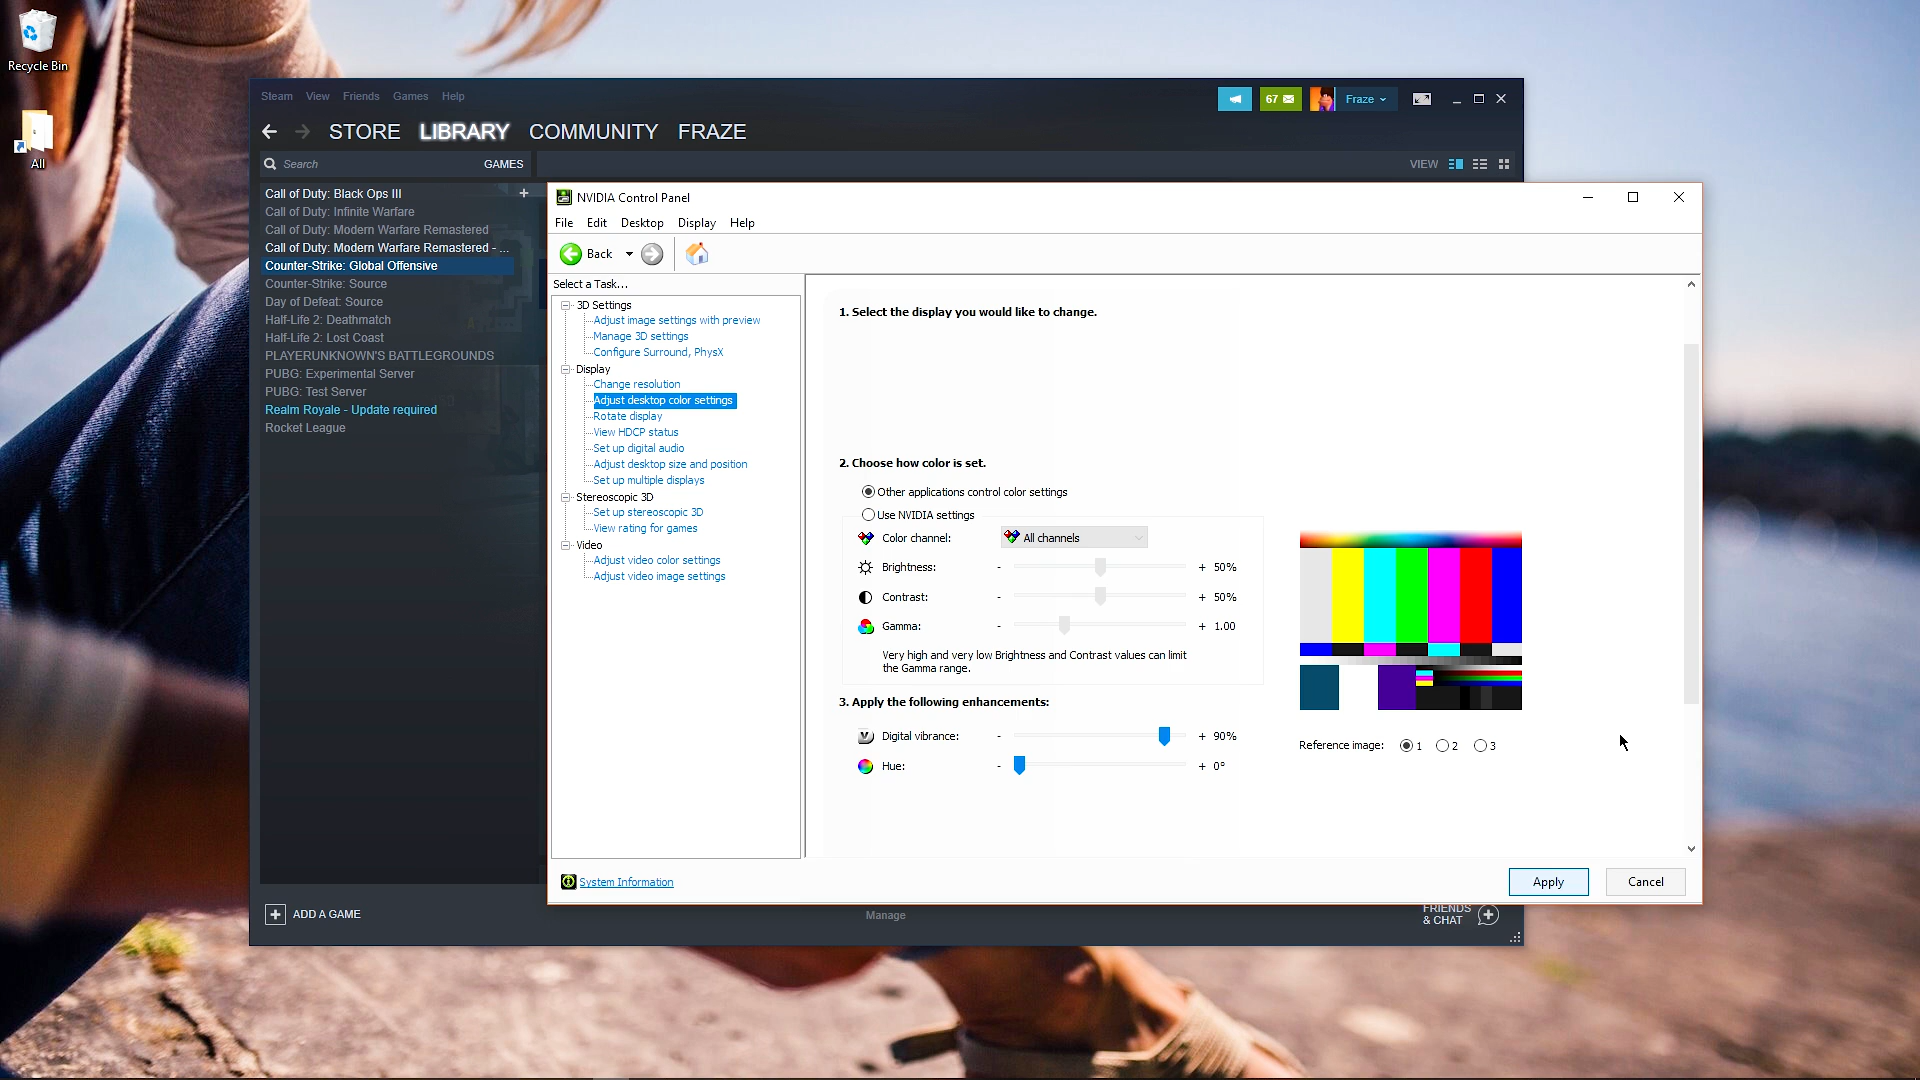 Recycle Bin
All
Steam View Friends Games Help
67
Fraze
STORE LIBRARY COMMUNITY FRAZE
Search GAMES
VIEW
Call of Duty: Black Ops III +
Call of Duty: Infinite Warfare
Call of Duty: Modern Warfare Remastered
Call of Duty: Modern Warfare Remastered - ...
Counter-Strike: Global Offensive
Counter-Strike: Source
Day of Defeat: Source
Half-Life 2: Deathmatch
Half-Life 2: Lost Coast
PLAYERUNKNOWN'S BATTLEGROUNDS
PUBG: Experimental Server
PUBG: Test Server
Realm Royale - Update required
Rocket League
ADD A GAME
Manage
FRIENDS
& CHAT
NVIDIA Control Panel
File Edit Desktop Display Help
Back
Select a Task...
3D Settings
Adjust image settings with preview
Manage 3D settings
Configure Surround, PhysX
Display
Change resolution
Adjust desktop color settings
Rotate display
View HDCP status
Set up digital audio
Adjust desktop size and position
Set up multiple displays
Stereoscopic 3D
Set up stereoscopic 3D
View rating for games
Video
Adjust video color settings
Adjust video image settings
System Information
1. Select the display you would like to change.
2. Choose how color is set.
Other applications control color settings
Use NVIDIA settings
Color channel: All channels
Brightness: - + 50%
Contrast: - + 50%
Gamma: - + 1.00
Very high and very low Brightness and Contrast values can limit
the Gamma range.
3. Apply the following enhancements:
Digital vibrance: - + 90%
Hue: - + 0°
Reference image: 1 2 3
Apply Cancel